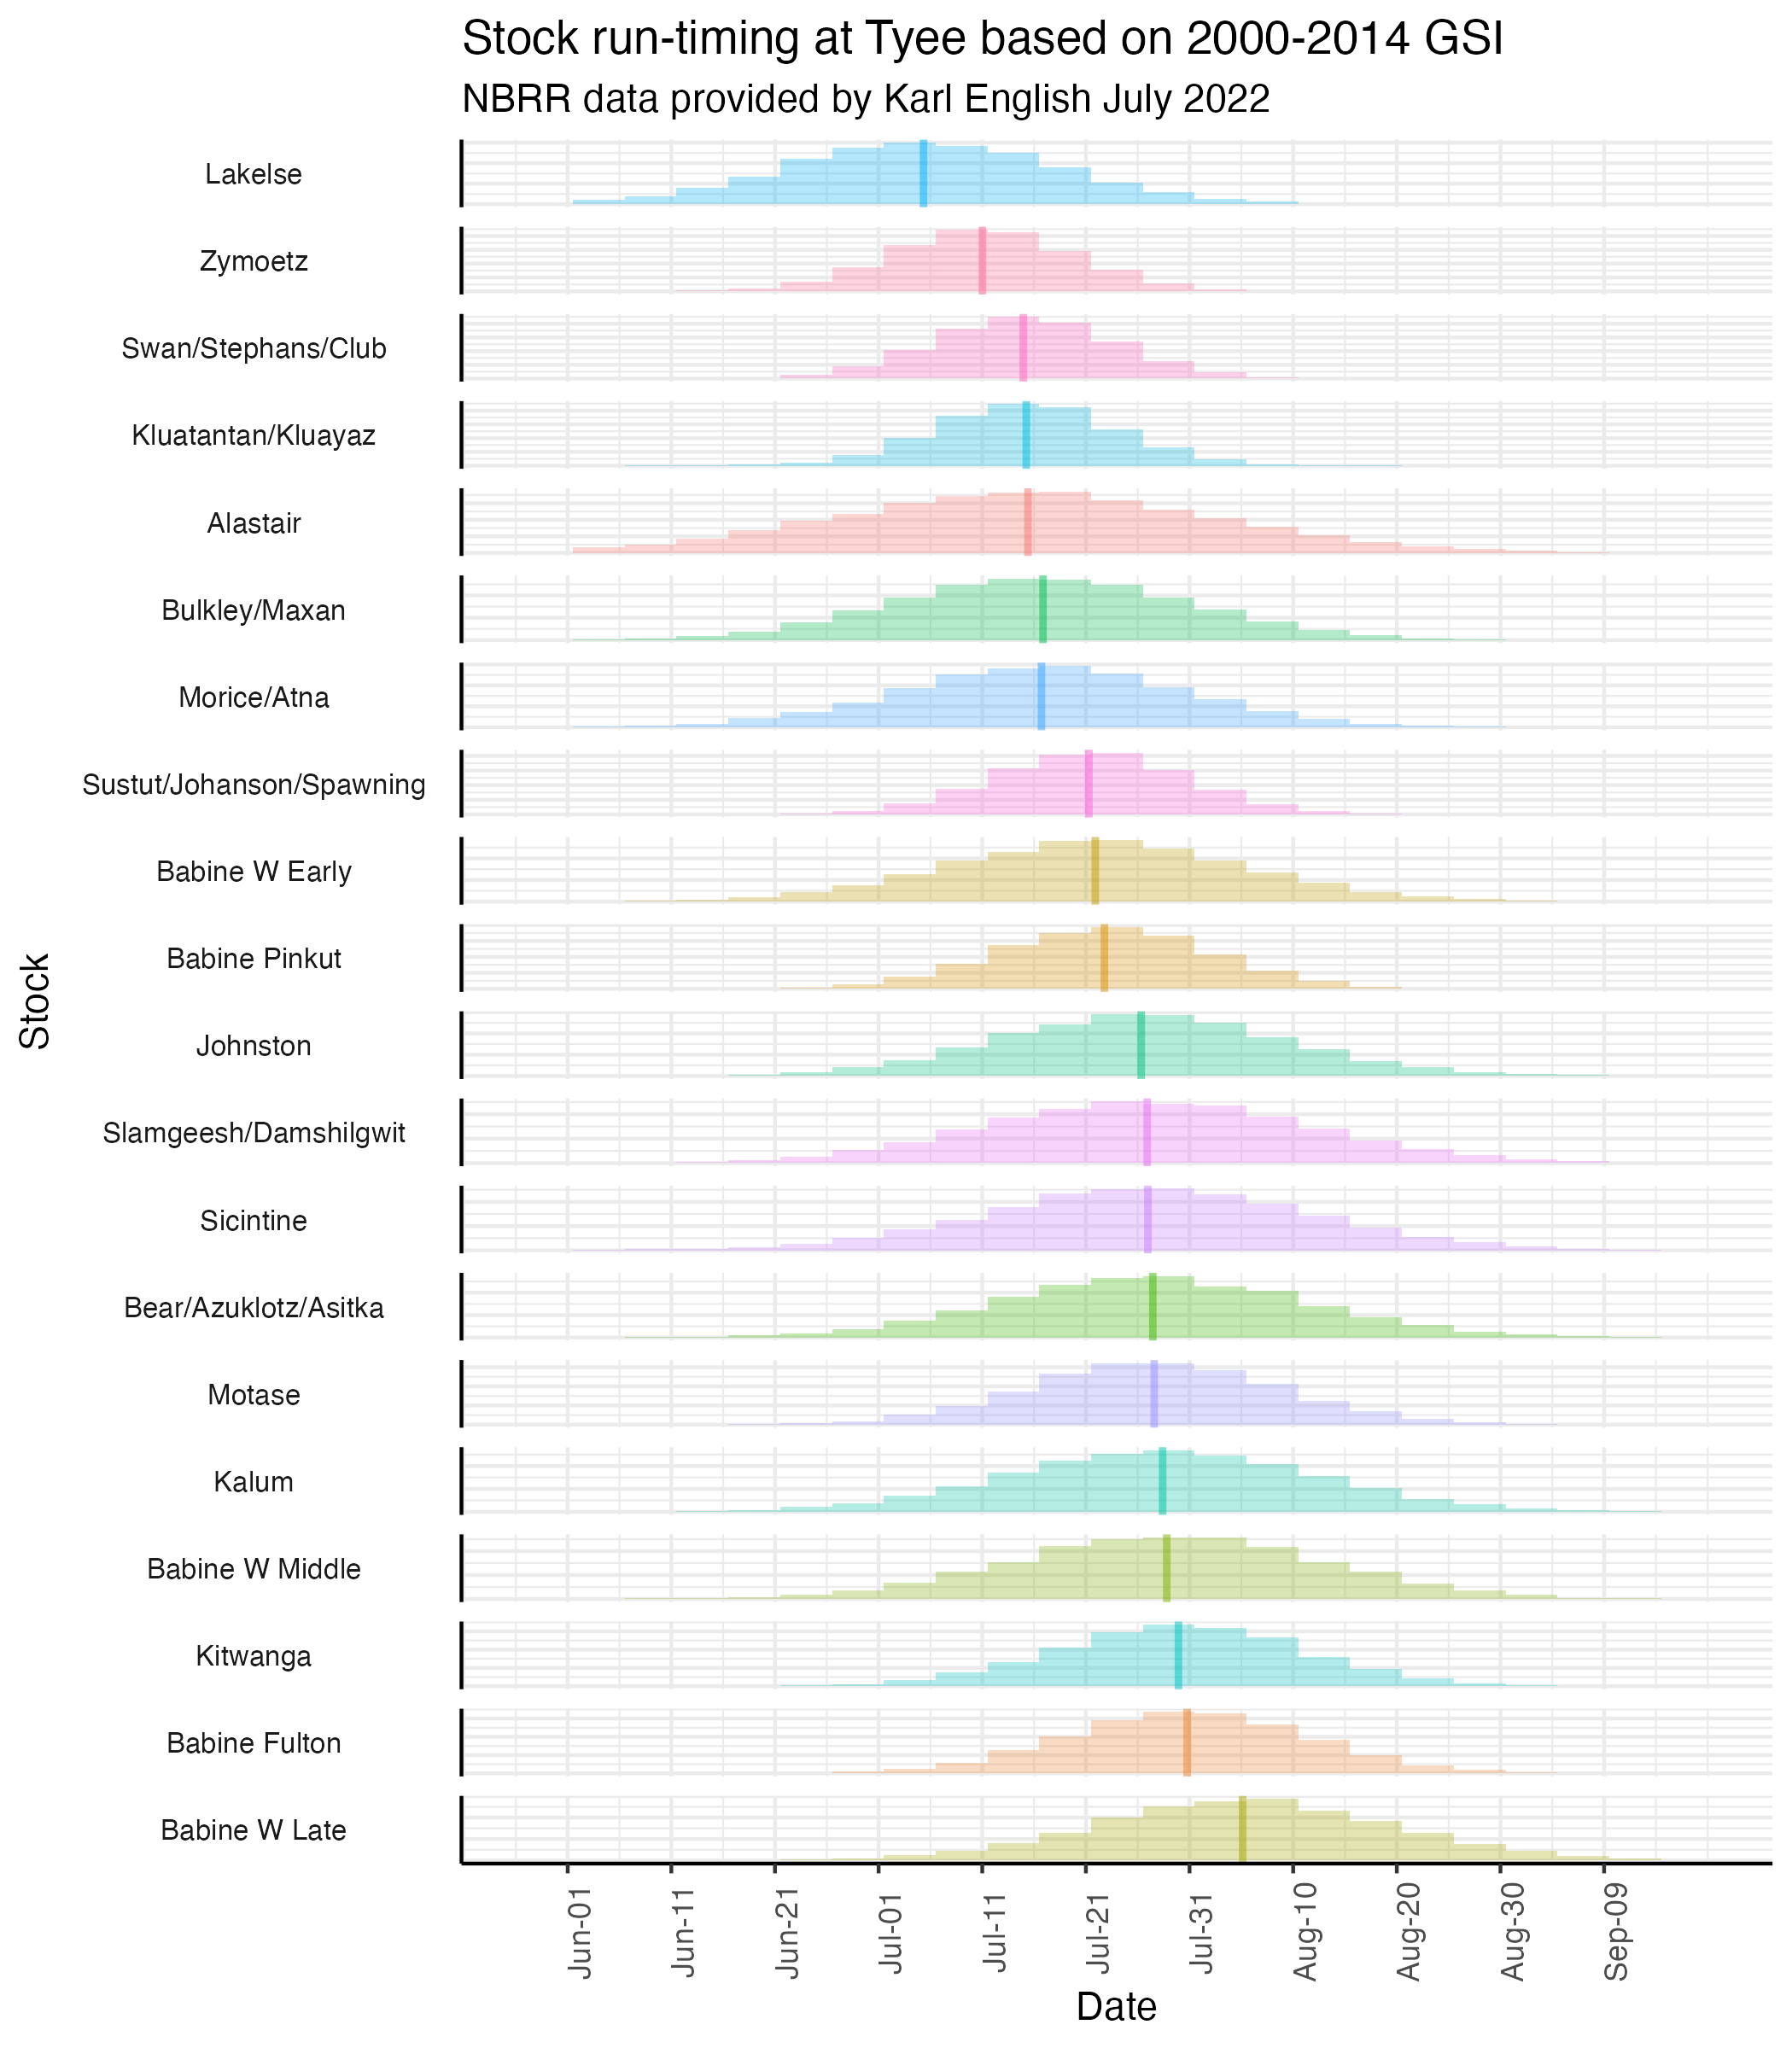 Stock run-timing at Tyee based on 2000-2014 GSI
NBRR data provided by Karl English July 2022
Lakelse
Zymoetz
Swan/Stephans/Club
Kluatantan/Kluayaz
Alastair
Bulkley/Maxan
Morice/Atna
Sustut/Johanson/Spawning
Babine W Early
Babine Pinkut
Johnston
Slamgeesh/Damshilgwit
Sicintine
Bear/Azuklotz/Asitka
Motase
Kalum
Babine W Middle
Kitwanga
Babine Fulton
Babine W Late
Stock
Jun-01
Jun-11
Jun-21
Jul-01
Jul-11
Jul-21
Jul-31
Aug-10
Aug-20
Aug-30
Sep-09
Date